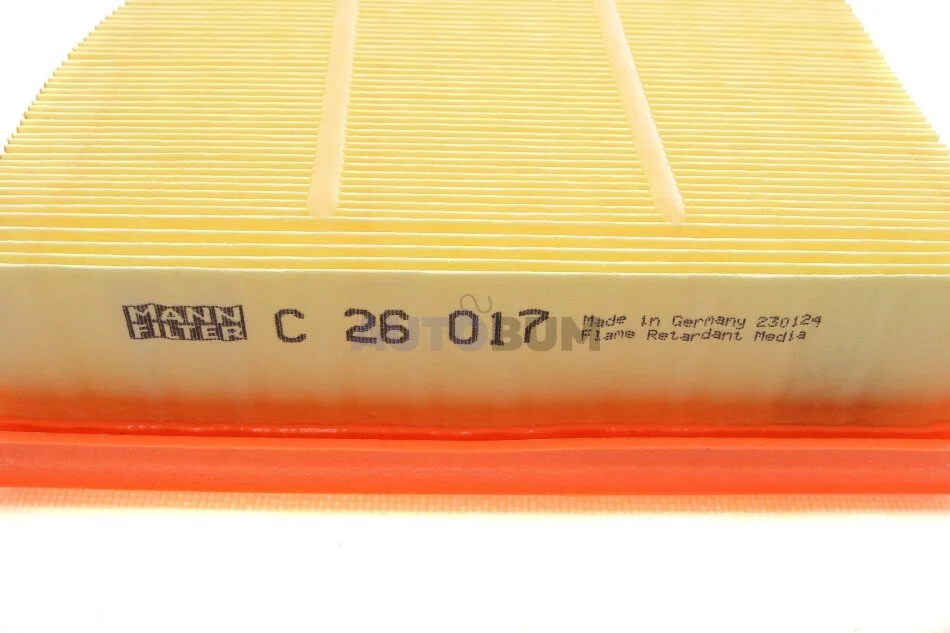 MANN
FILTER
C 26 017
Made in Germany 230124
Flame Retardant Media
AUTOBUM